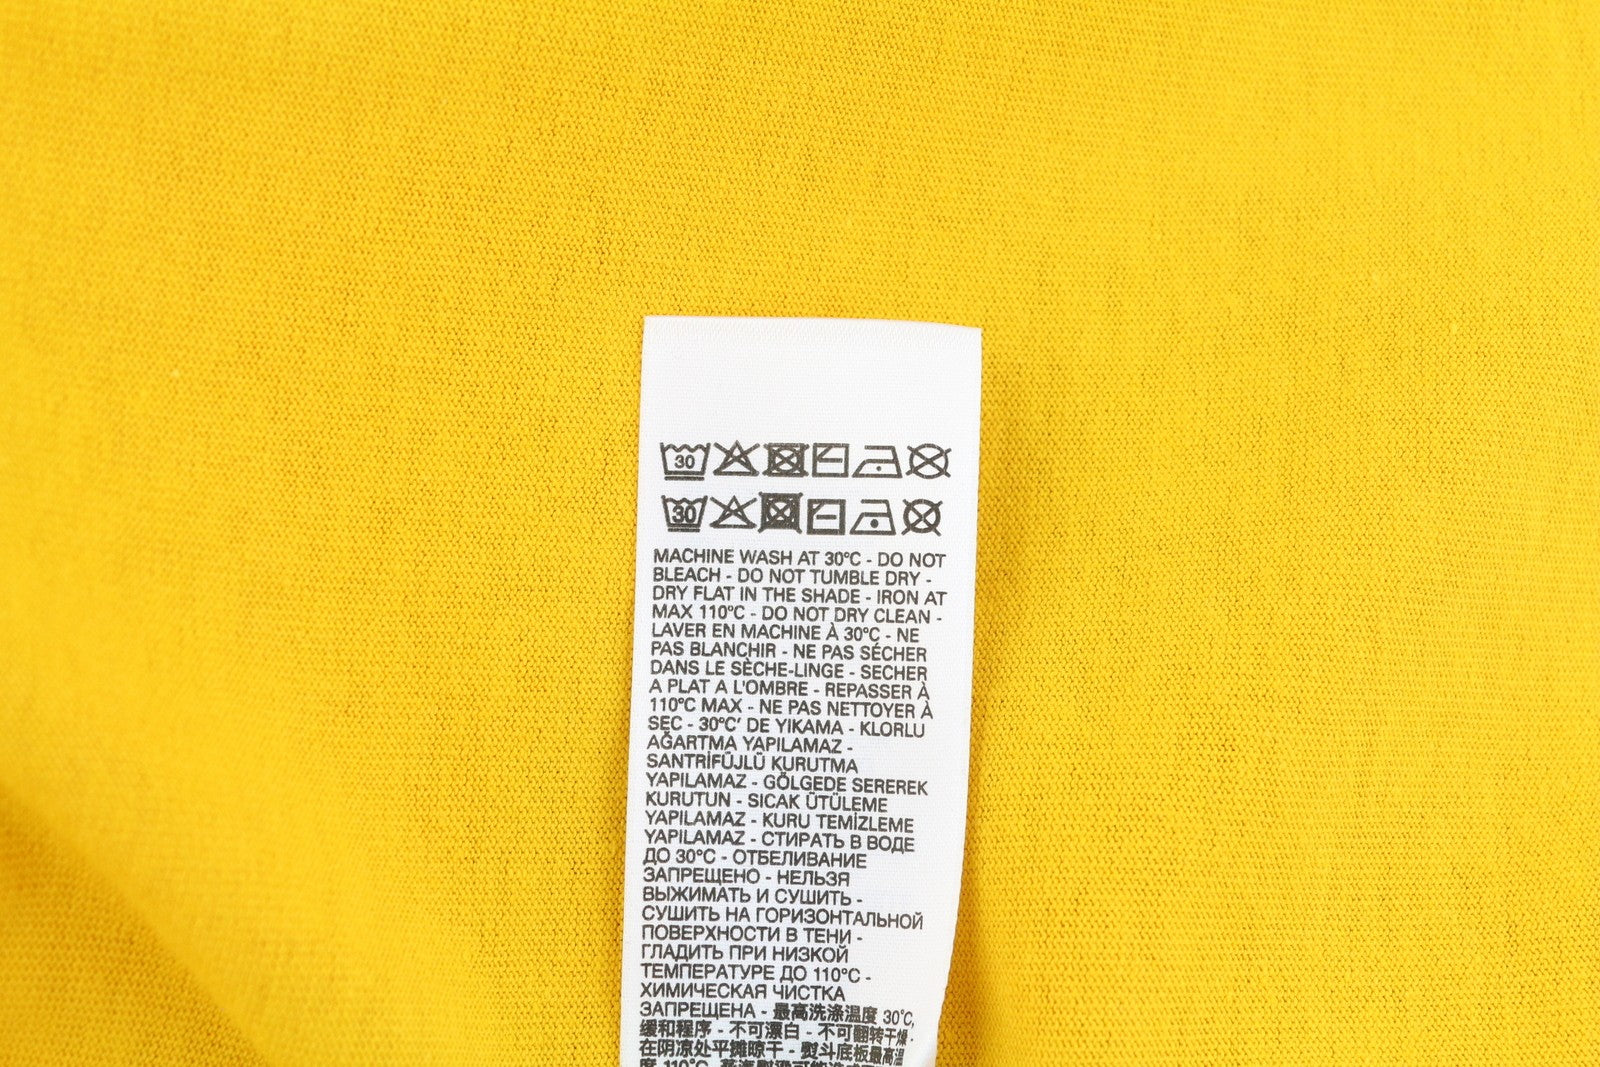 30
30
MACHINE WASH AT 30°C - DO NOT
BLEACH - DO NOT TUMBLE DRY -
DRY FLAT IN THE SHADE - IRON AT
MAX 110°C - DO NOT DRY CLEAN -
LAVER EN MACHINE À 30°C - NE
PAS BLANCHIR - NE PAS SÉCHER
DANS LE SÈCHE-LINGE - SECHER
A PLAT A L'OMBRE - REPASSER À
110°C MAX - NE PAS NETTOYER À
SEC - 30°C' DE YIKAMA - KLORLU
AĞARTMA YAPILAMAZ -
SANTRİFÜJLÜ KURUTMA
YAPILAMAZ - GÖLGEDE SEREREK
KURUTUN - SICAK ÜTÜLEME
YAPILAMAZ - KURU TEMİZLEME
YAPILAMAZ - СТИРАТЬ В ВОДЕ
ДО 30°C - ОТБЕЛИВАНИЕ
ЗАПРЕЩЕНО - НЕЛЬЗЯ
ВЫЖИМАТЬ И СУШИТЬ -
СУШИТЬ НА ГОРИЗОНТАЛЬНОЙ
ПОВЕРХНОСТИ В ТЕНИ -
ГЛАДИТЬ ПРИ НИЗКОЙ
ТЕМПЕРАТУРЕ ДО 110°C -
ХИМИЧЕСКАЯ ЧИСТКА
ЗАПРЕЩЕНА - 最高洗涤温度 30°C,
缓和程序 - 不可漂白 - 不可翻转干燥 -
在阴凉处平摊晾干 - 熨斗底板最高温
度 110°C